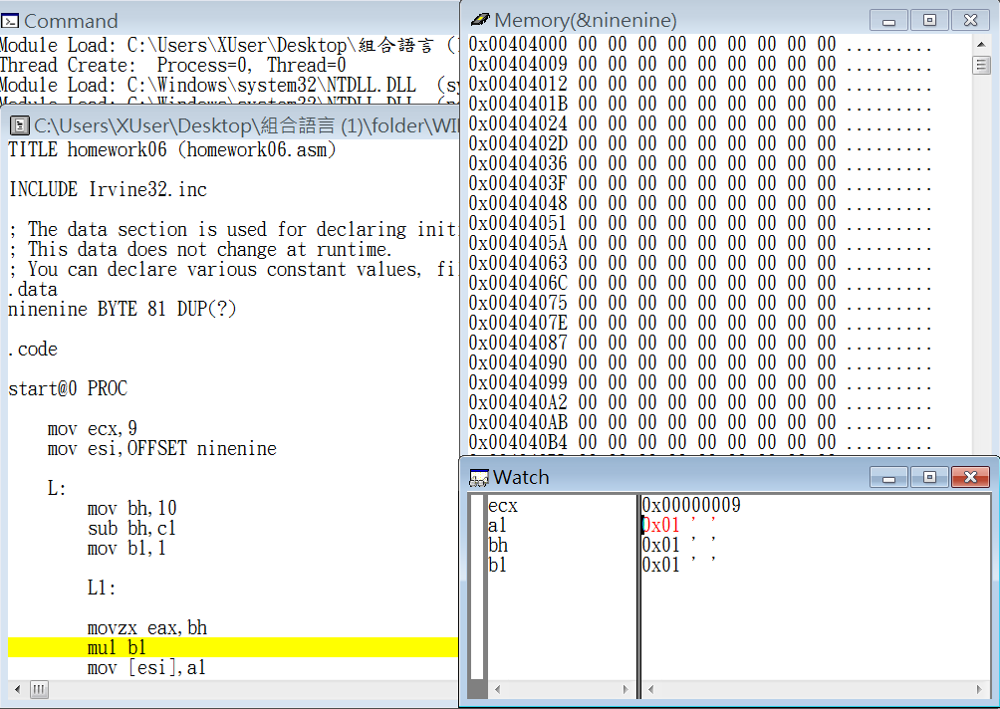 Command
Module Load: C:\Users\XUser\Desktop\組合語言 (
Thread Create:  Process=0, Thread=0
Module Load: C:\Windows\system32\NTDLL.DLL  (sy
C:\Users\XUser\Desktop\組合語言 (1)\folder\WI
TITLE homework06 (homework06.asm)
INCLUDE Irvine32.inc
; The data section is used for declaring init
; This data does not change at runtime.
; You can declare various constant values, fi
.data
ninenine BYTE 81 DUP(?)
.code
start@0 PROC
mov ecx,9
mov esi,OFFSET ninenine
L:
mov bh,10
sub bh,cl
mov bl,1
L1:
movzx eax,bh
mul bl
mov [esi],al
Memory(&ninenine)
0x00404000 00 00 00 00 00 00 00 00 00 .........
0x00404009 00 00 00 00 00 00 00 00 00 .........
0x00404012 00 00 00 00 00 00 00 00 00 .........
0x0040401B 00 00 00 00 00 00 00 00 00 .........
0x00404024 00 00 00 00 00 00 00 00 00 .........
0x0040402D 00 00 00 00 00 00 00 00 00 .........
0x00404036 00 00 00 00 00 00 00 00 00 .........
0x0040403F 00 00 00 00 00 00 00 00 00 .........
0x00404048 00 00 00 00 00 00 00 00 00 .........
0x00404051 00 00 00 00 00 00 00 00 00 .........
0x0040405A 00 00 00 00 00 00 00 00 00 .........
0x00404063 00 00 00 00 00 00 00 00 00 .........
0x0040406C 00 00 00 00 00 00 00 00 00 .........
0x00404075 00 00 00 00 00 00 00 00 00 .........
0x0040407E 00 00 00 00 00 00 00 00 00 .........
0x00404087 00 00 00 00 00 00 00 00 00 .........
0x00404090 00 00 00 00 00 00 00 00 00 .........
0x00404099 00 00 00 00 00 00 00 00 00 .........
0x004040A2 00 00 00 00 00 00 00 00 00 .........
0x004040AB 00 00 00 00 00 00 00 00 00 .........
0x004040B4 00 00 00 00 00 00 00 00 00 .........
Watch
ecx 0x00000009
al 0x01 ' '
bh 0x01 ' '
bl 0x01 ' '